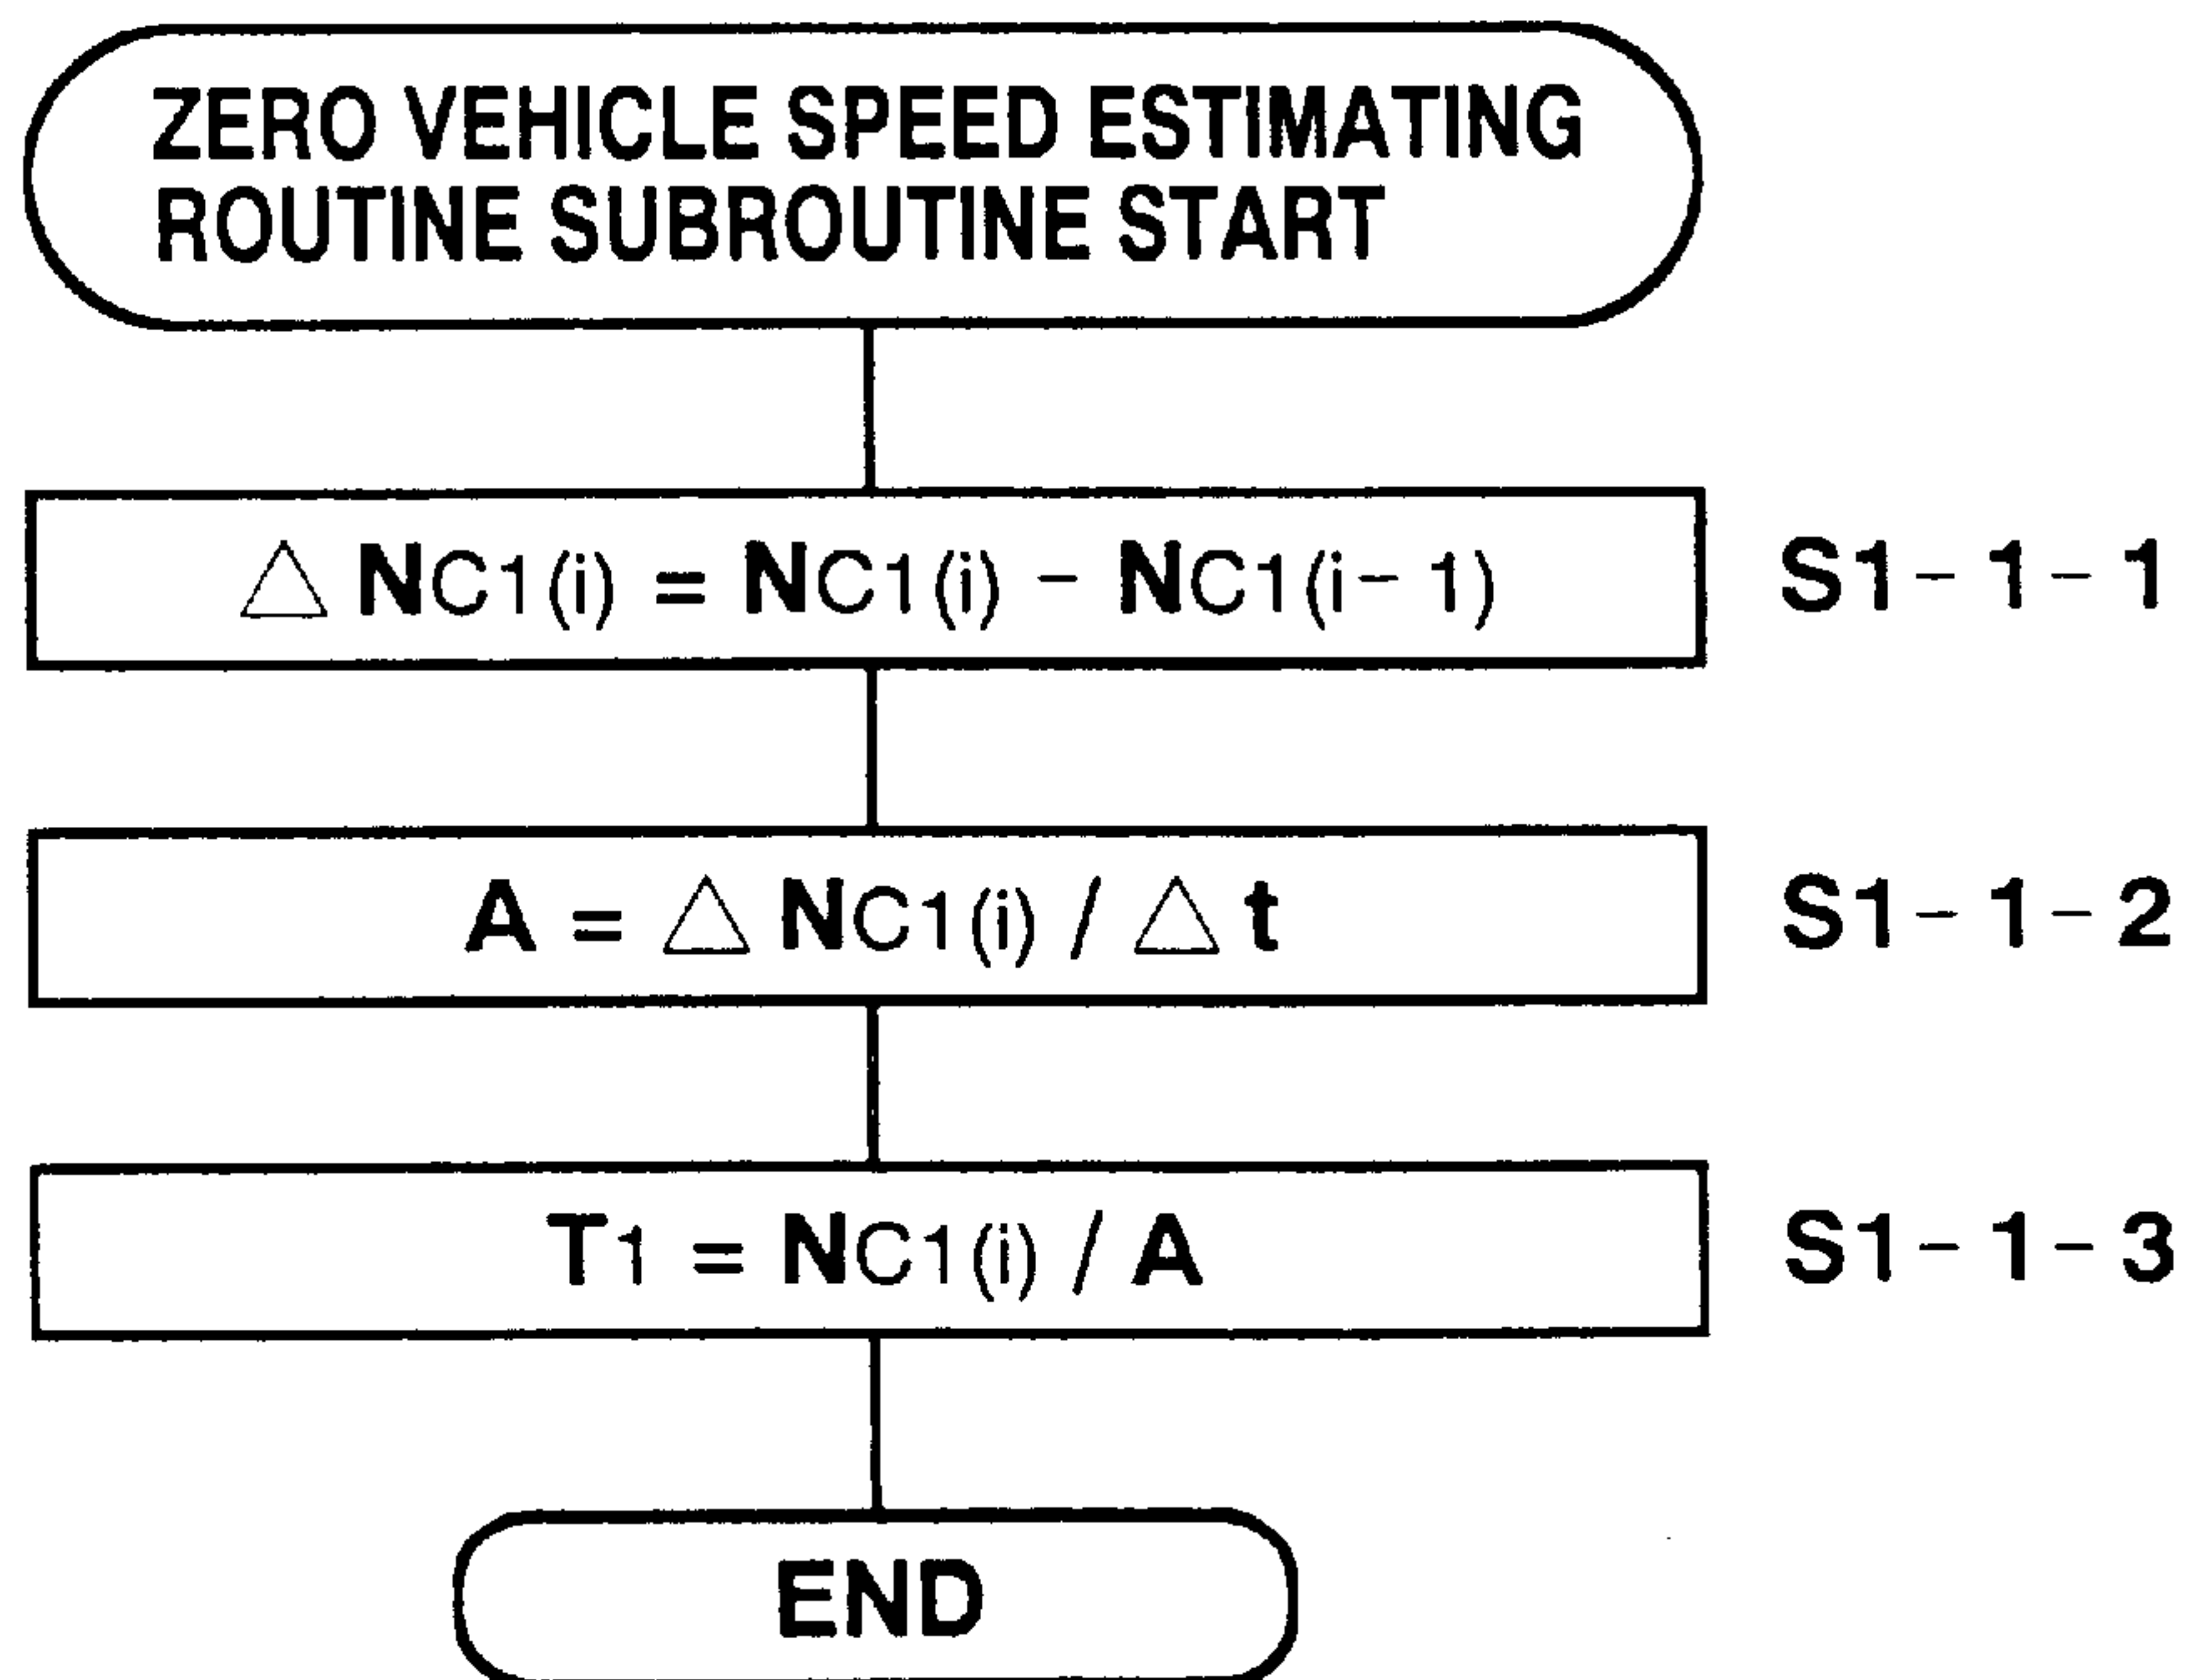 ZERO VEHICLE SPEED ESTIMATING
ROUTINE SUBROUTINE START
△ NC1(i) = NC1(i) - NC1(i- 1) S1- 1- 1
A = △ NC1(i) / △ t S1- 1- 2
T1 = NC1(i) / A S1- 1- 3
END